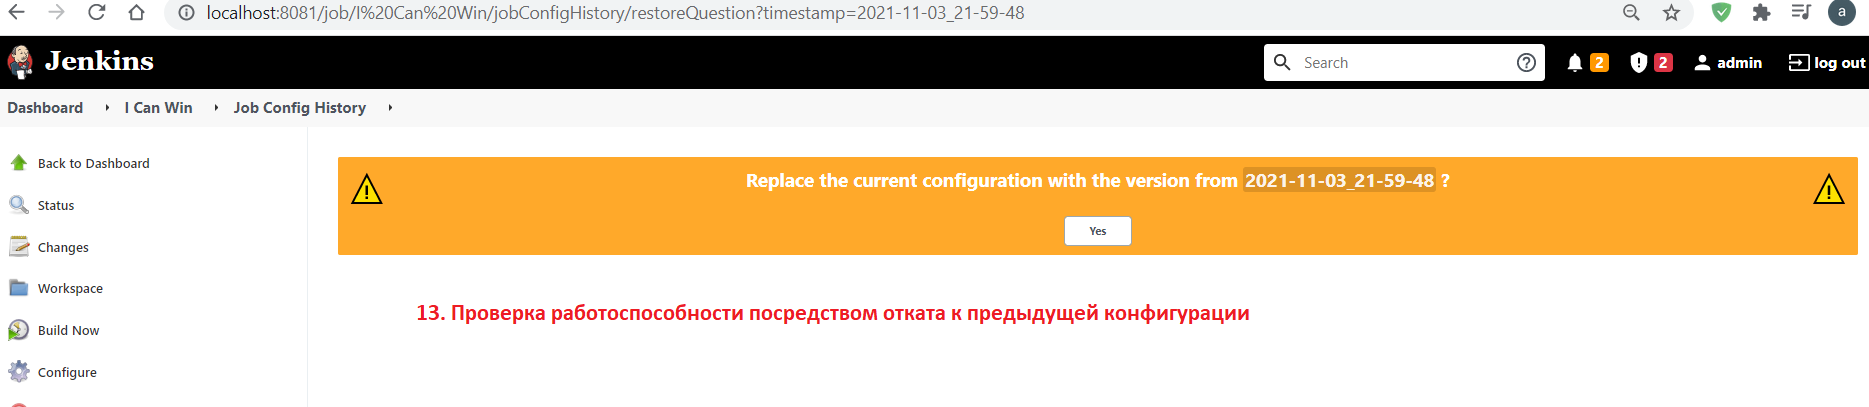 localhost:8081/job/I%20Can%20Win/jobConfigHistory/restoreQuestion?timestamp=2021-11-03_21-59-48
a
Jenkins
Search
2
2
admin
log out
Dashboard
I Can Win
Job Config History
Back to Dashboard
Status
Changes
Workspace
Build Now
Configure
Replace the current configuration with the version from 2021-11-03_21-59-48 ?
Yes
13. Проверка работоспособности посредством отката к предыдущей конфигурации